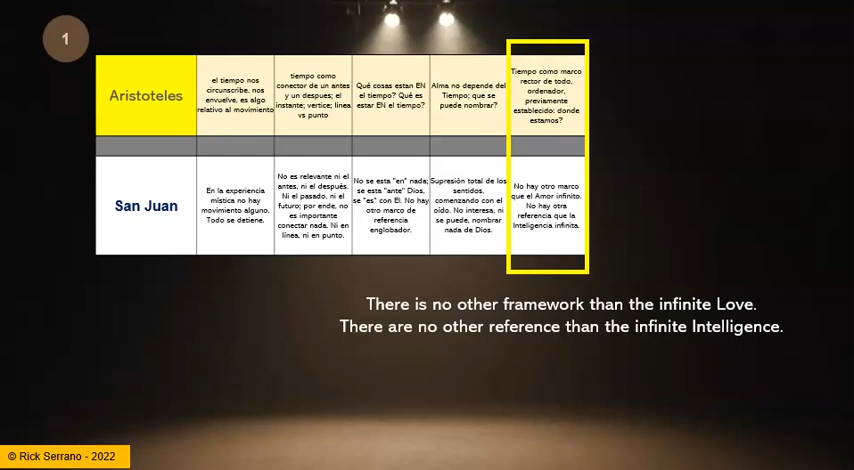 1
Aristoteles
el tiempo nos
circunscribe, nos
envuelve, es algo
relativo al movimiento
tiempo como
conector de un antes
y un despues; el
instante; vertice; línea
vs punto
Qué cosas estan EN
el tiempo? Qué es
estar EN el tiempo?
Alma no depende del
Tiempo; que se
puede nombrar?
Tiempo como marco
rector de todo,
ordenador,
previamente
establecido: donde
estamos?
San Juan
En la experiencia
mística no hay
movimiento alguno.
Todo se detiene.
No es relevante ni el
antes, ni el después.
Ni el pasado, ni el
futuro; por ende, no
es importante
conectar nada. Ni en
línea, ni en punto.
No se esta "en" nada;
se esta "ante" Dios,
se "es" con El. No hay
otro marco de
referencia
englobador.
Supresión total de los
sentidos,
comenzando con el
oído. No interesa, ni
se puede, nombrar
nada de Dios.
No hay otro marco
que el Amor infinito.
No hay otra
referencia que la
Inteligencia infinita.
There is no other framework than the infinite Love.
There are no other reference than the infinite Intelligence.
© Rick Serrano - 2022